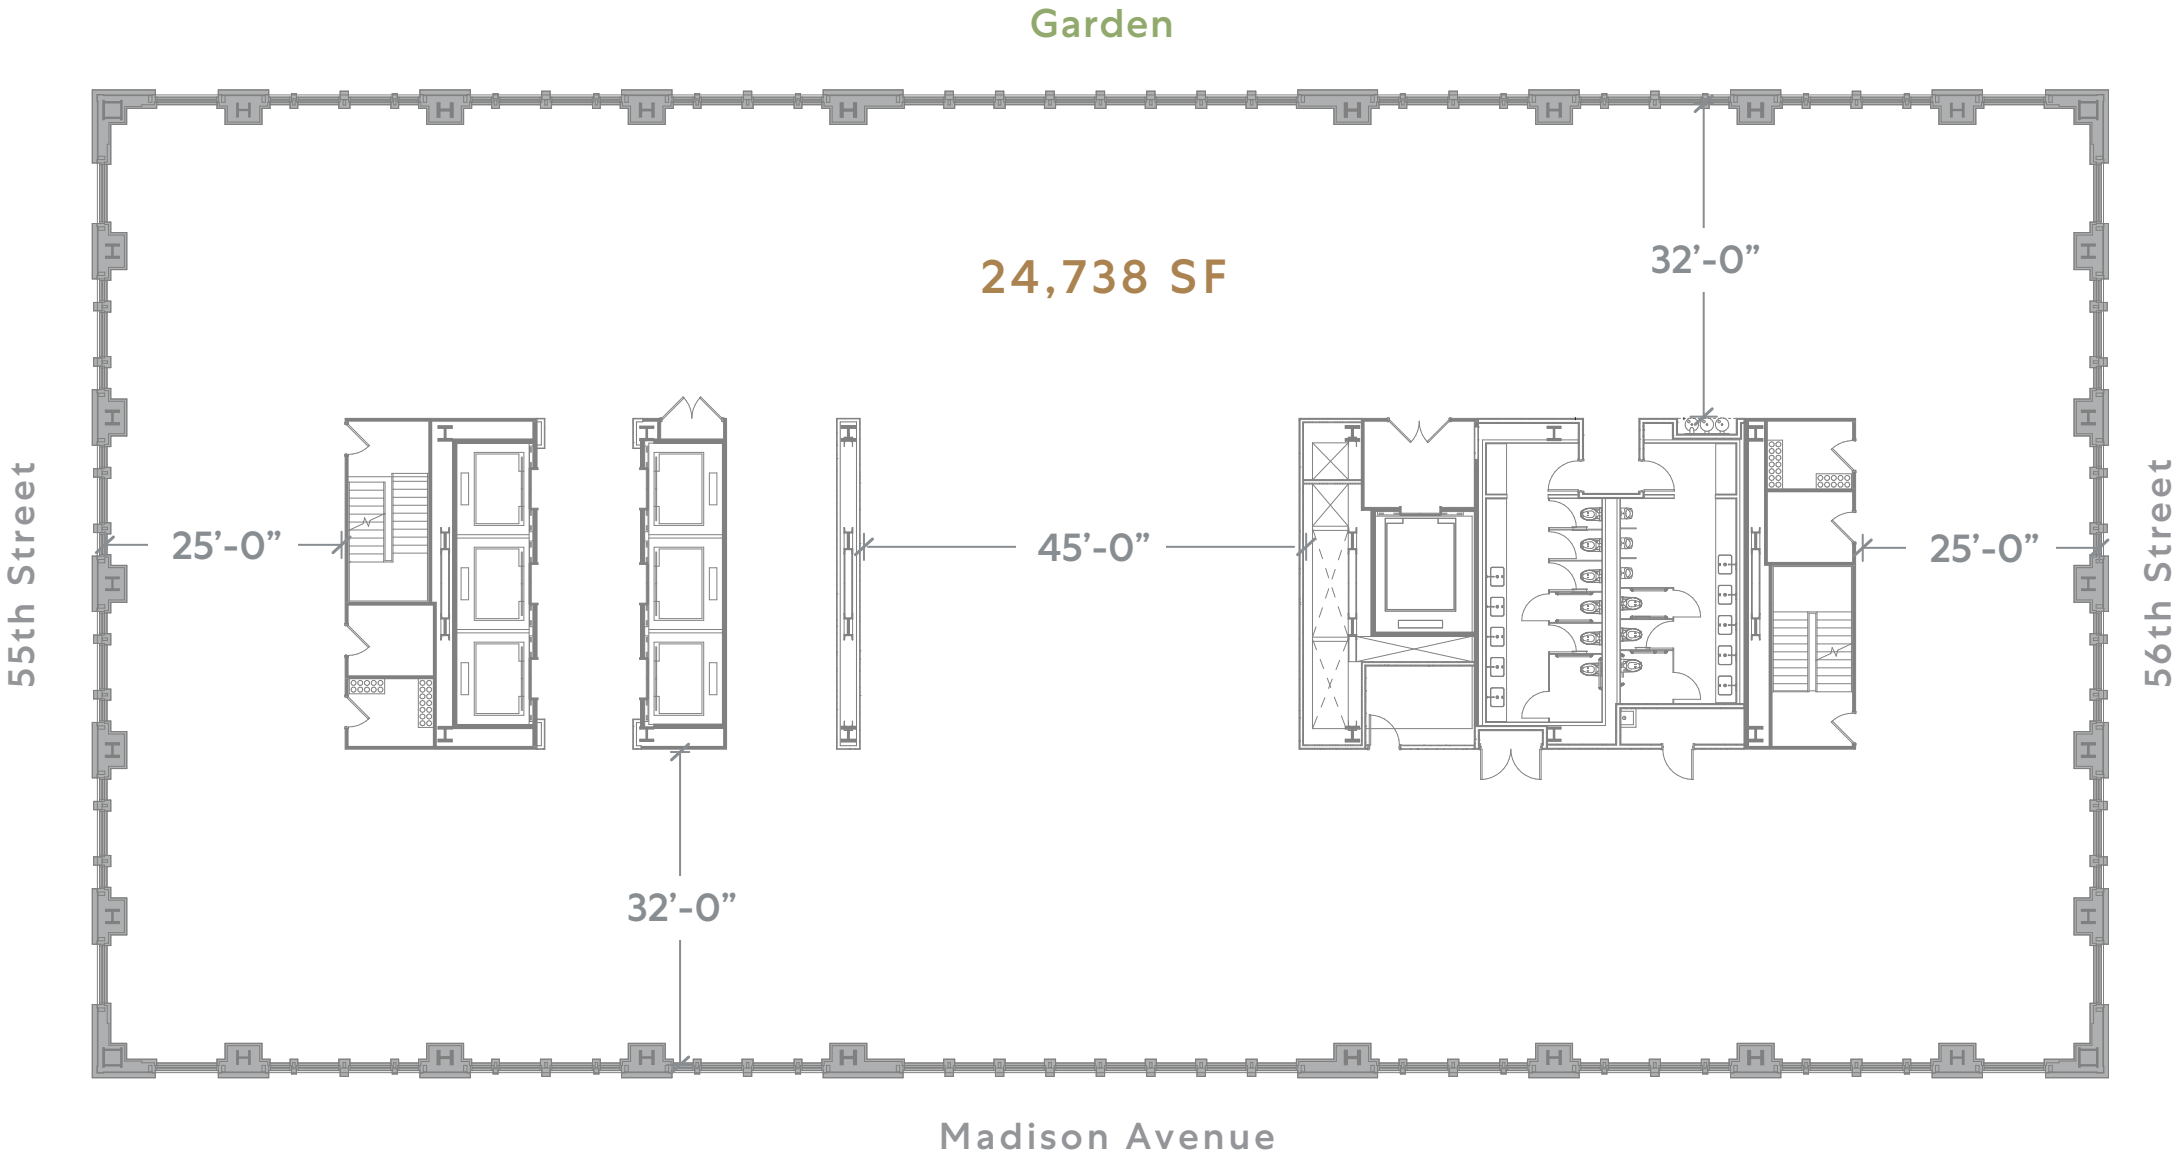 Garden
24,738 SF
32’-0”
55th Street
25’-0”
45’-0”
25’-0”
56th Street
32’-0”
Madison Avenue